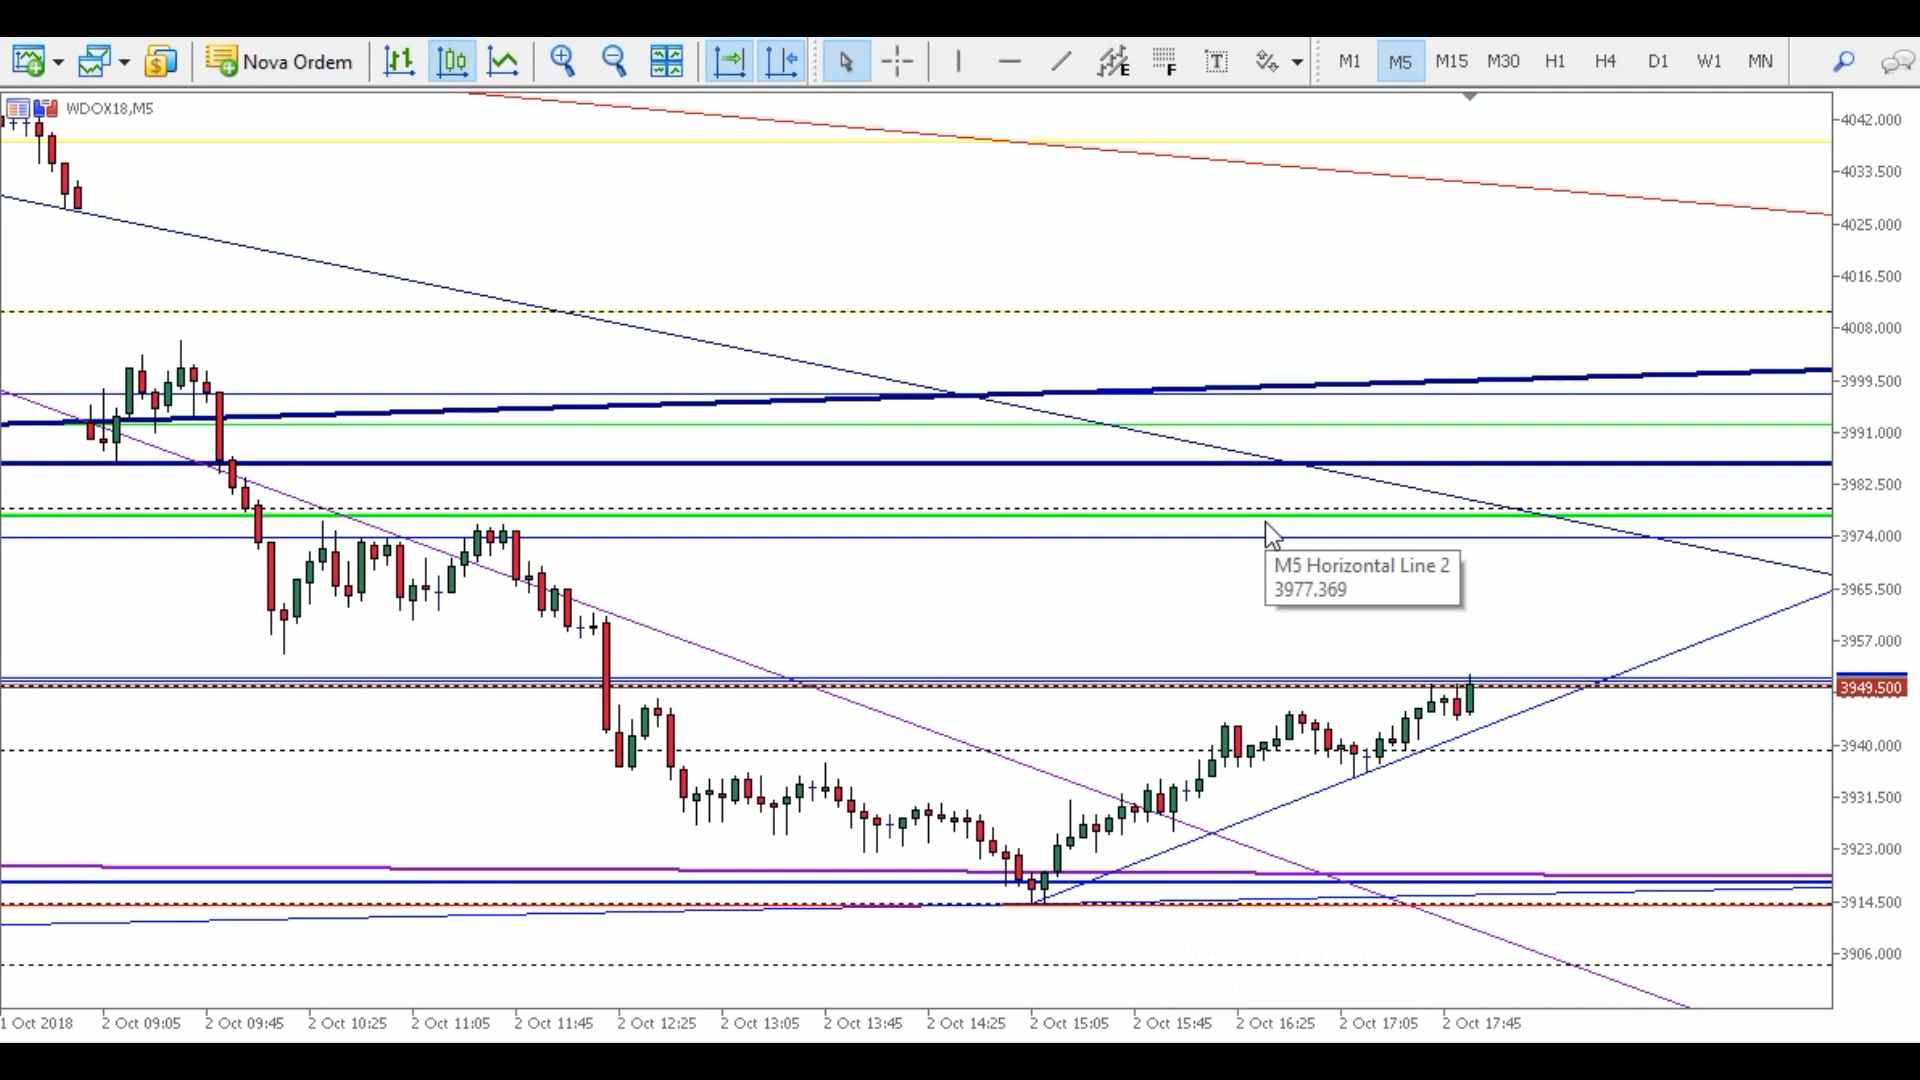 Nova Ordem
E
F
T
M1 M5 M15 M30 H1 H4 D1 W1 MN
WDOX18,M5
4042.000
4033.500
4025.000
4016.500
4008.000
3999.500
3991.000
3982.500
3974.000
M5 Horizontal Line 2
3977.369
3965.500
3957.000
3949.500
3940.000
3931.500
3923.000
3914.500
3906.000
1 Oct 2018 2 Oct 09:05 2 Oct 09:45 2 Oct 10:25 2 Oct 11:05 2 Oct 11:45 2 Oct 12:25 2 Oct 13:05 2 Oct 13:45 2 Oct 14:25 2 Oct 15:05 2 Oct 15:45 2 Oct 16:25 2 Oct 17:05 2 Oct 17:45